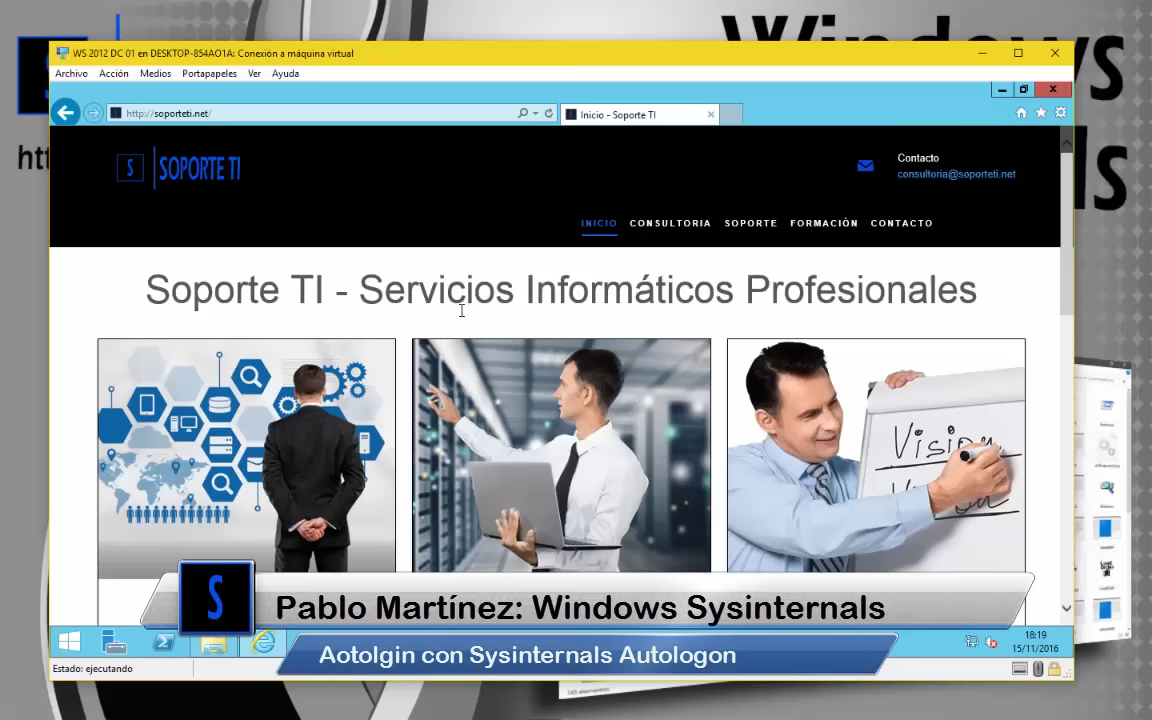 Windows
WS 2012 DC 01 en DESKTOP-854AO1A: Conexión a máquina virtual
Archivo Acción Medios Portapapeles Ver Ayuda
http://soporteti.net/
Inicio - Soporte TI
S SOPORTE TI
Contacto
consultoria@soporteti.net
INICIO CONSULTORIA SOPORTE FORMACIÓN CONTACTO
Soporte TI - Servicios Informáticos Profesionales
Vision
S
Pablo Martínez: Windows Sysinternals
Aotolgin con Sysinternals Autologon
18:19
15/11/2016
Estado: ejecutando